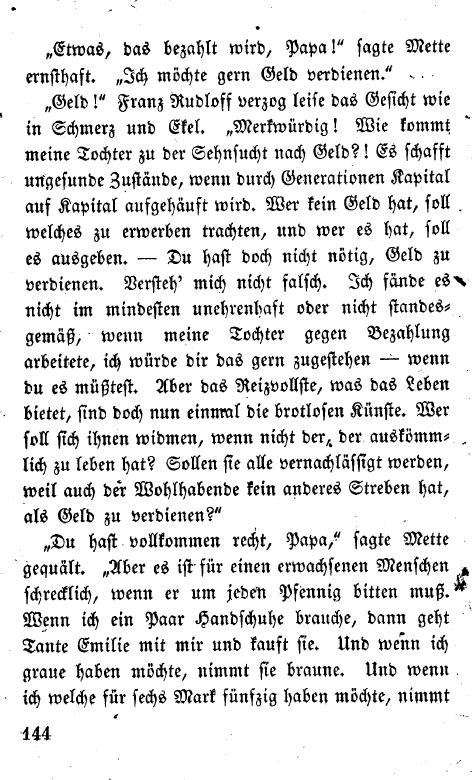 „Etwas, das bezahlt wird, Papa!“ sagte Mette
ernsthaft. „Ich möchte gern Geld verdienen.“
„Geld!“ Franz Rudloff verzog leise das Gesicht wie
in Schmerz und Ekel. „Merkwürdig! Wie kommt
meine Tochter zu der Sehnsucht nach Geld?! Es schafft
ungesunde Zustände, wenn durch Generationen Kapital
auf Kapital aufgehäuft wird. Wer kein Geld hat, soll
welches zu erwerben trachten, und wer es hat, soll
es ausgeben. — Du hast doch nicht nötig, Geld zu
verdienen. Versteh' mich nicht falsch. Ich fände es
nicht im mindesten unehrenhaft oder nicht standes-
gemäß, wenn meine Tochter gegen Bezahlung
arbeitete, ich würde dir das gern zugestehen — wenn
du es müßtest. Aber das Reizvollste, was das Leben
bietet, sind doch nun einmal die brotlosen Künste. Wer
soll sich ihnen widmen, wenn nicht der, der auskömm-
lich zu leben hat? Sollen sie alle vernachlässigt werden,
weil auch der Wohlhabende kein anderes Streben hat,
als Geld zu verdienen?“
„Du hast vollkommen recht, Papa,“ sagte Mette
gequält. „Aber es ist für einen erwachsenen Menschen
schrecklich, wenn er um jeden Pfennig bitten muß.
Wenn ich ein Paar Handschuhe brauche, dann geht
Tante Emilie mit mir und kauft sie. Und wenn ich
graue haben möchte, nimmt sie braune. Und wenn
ich welche für sechs Mark fünfzig haben möchte, nimmt
144